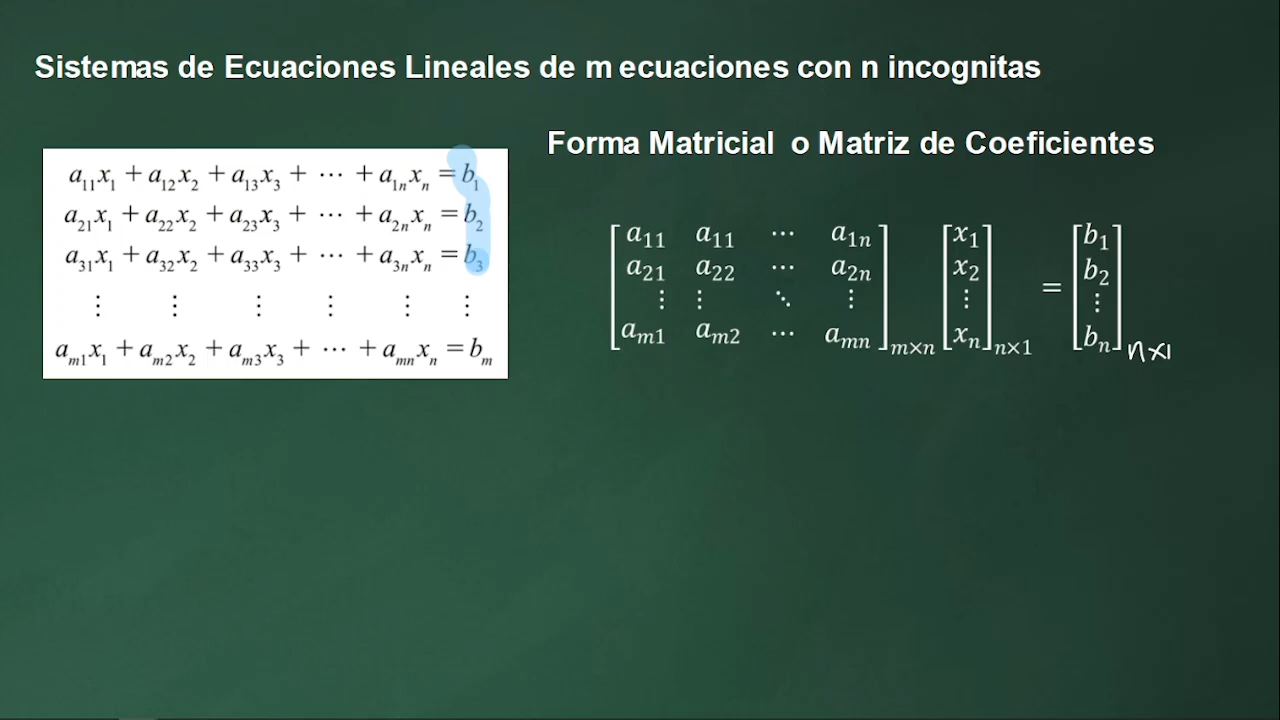 Sistemas de Ecuaciones Lineales de m ecuaciones con n incognitas
Forma Matricial o Matriz de Coeficientes
a₁₁x₁ + a₁₂x₂ + a₁₃x₃ + ⋯ + a₁ₙxₙ = b₁
a₂₁x₁ + a₂₂x₂ + a₂₃x₃ + ⋯ + a₂ₙxₙ = b₂
a₃₁x₁ + a₃₂x₂ + a₃₃x₃ + ⋯ + a₃ₙxₙ = b₃
⋮ ⋮ ⋮ ⋮ ⋮ ⋮
aₘ₁x₁ + aₘ₂x₂ + aₘ₃x₃ + ⋯ + aₘₙxₙ = bₘ
[a₁₁ a₁₁ ⋯ a₁ₙ] [x₁] [b₁]
[a₂₁ a₂₂ ⋯ a₂ₙ] [x₂] = [b₂]
[⋮ ⋮ ⋱ ⋮] [⋮] [⋮]
[aₘ₁ aₘ₂ ⋯ aₘₙ]m×n [xₙ]n×1 [bₙ]n×1